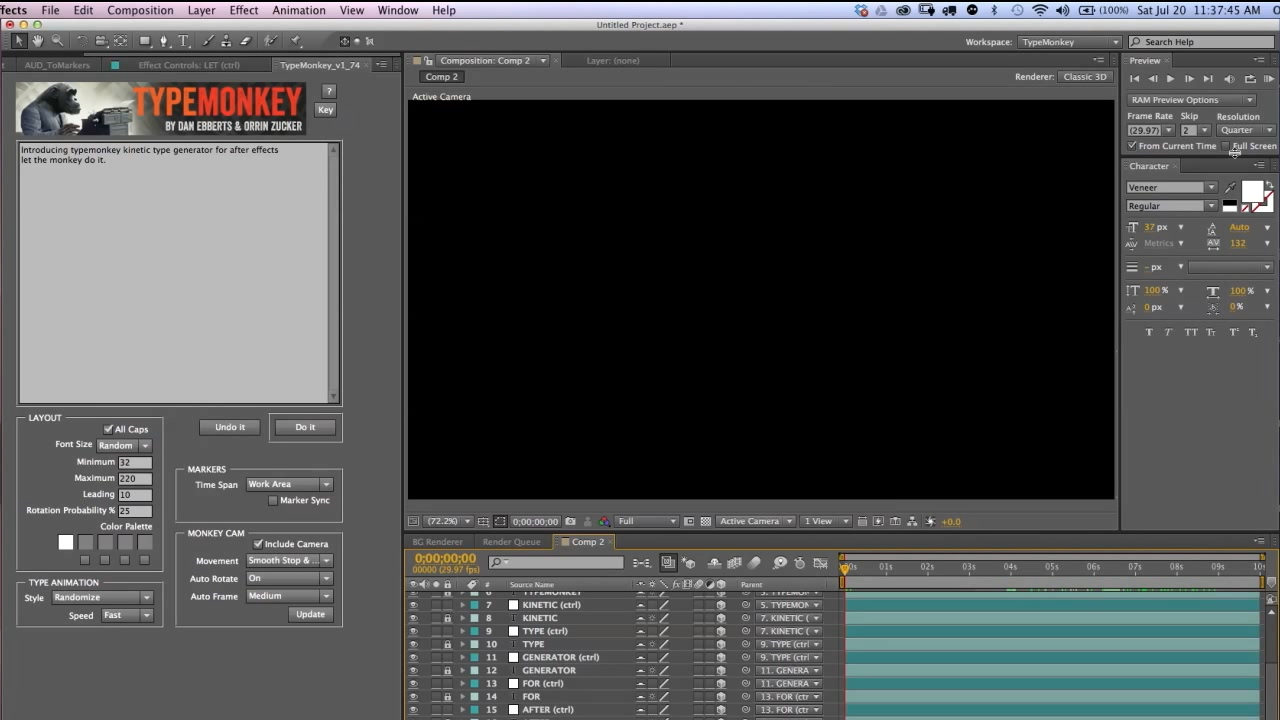 ffects File Edit Composition Layer Effect Animation View Window Help (100%) Sat Jul 20 11:37:45 AM
Untitled Project.aep *
Workspace: TypeMonkey Search Help
AUD_ToMarkers Effect Controls: LET (ctrl) TypeMonkey_v1_74
TYPEMONKEY
BY DAN EBBERTS & ORRIN ZUCKER
?
Key
Introducing typemonkey kinetic type generator for after effects
let the monkey do it.
LAYOUT
All Caps
Font Size Random
Minimum 32
Maximum 220
Leading 10
Rotation Probability % 25
Color Palette
TYPE ANIMATION
Style Randomize
Speed Fast
Undo it Do it
MARKERS
Time Span Work Area
Marker Sync
MONKEY CAM
Include Camera
Movement Smooth Stop & ...
Auto Rotate On
Auto Frame Medium
Update
Composition: Comp 2 Layer: (none)
Comp 2 Renderer: Classic 3D
Active Camera
(72.2%) 0;00;00;00 Full Active Camera 1 View +0.0
Preview
RAM Preview Options
Frame Rate Skip Resolution
(29.97) 2 Quarter
From Current Time Full Screen
Character
Veneer
Regular
37 px Auto
Metrics 132
- px
100 % 100 %
0 px 0 %
T T TT TT T T
BG Renderer Render Queue Comp 2
0;00;00;00
00000 (29.97 fps)
00s 01s 02s 03s 04s 05s 06s 07s 08s 09s 10s
# Source Name Parent
6 TYPEMONKEY 5. TYPEMON
7 KINETIC (ctrl) 5. TYPEMON
8 KINETIC 7. KINETIC (
9 TYPE (ctrl) 7. KINETIC (
10 TYPE 9. TYPE (ctrl
11 GENERATOR (ctrl) 9. TYPE (ctrl
12 GENERATOR 11. GENERA
13 FOR (ctrl) 11. GENERA
14 FOR 13. FOR (ctr
15 AFTER (ctrl) 13. FOR (ctr